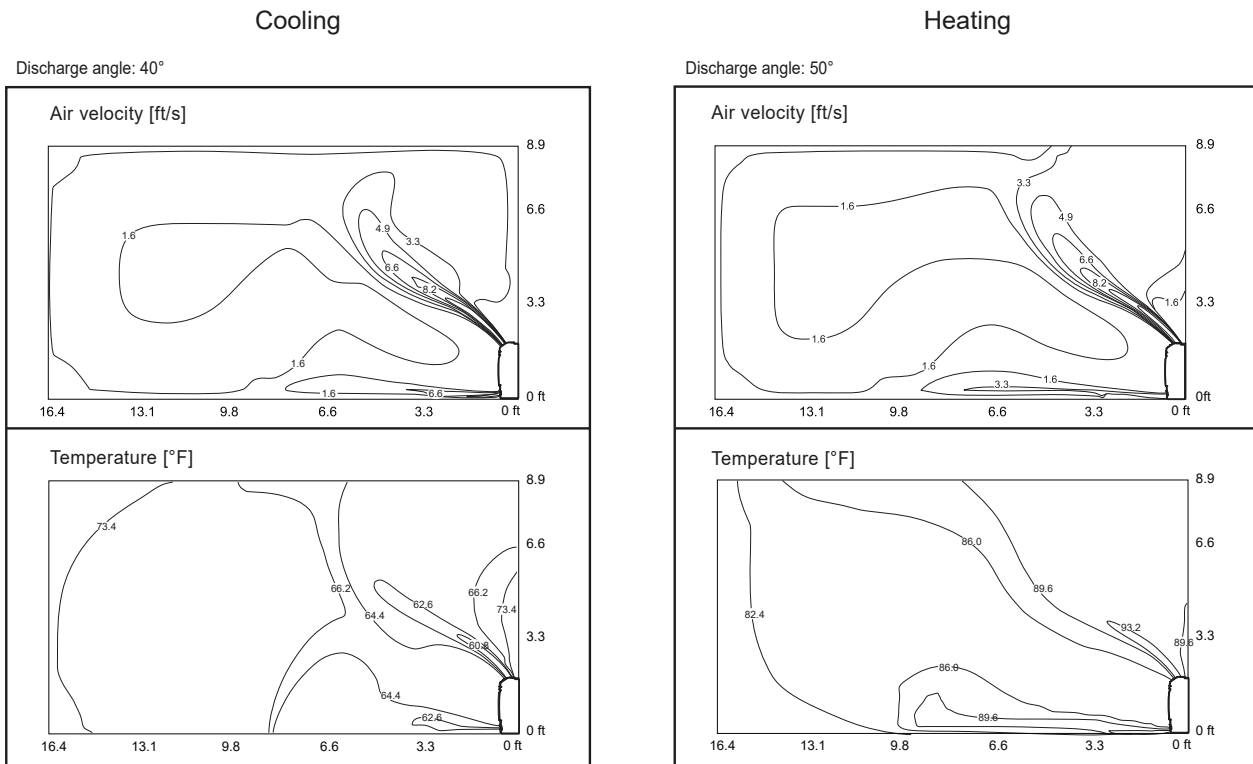 Cooling
Heating
Discharge angle: 40°
Discharge angle: 50°
Air velocity [ft/s]
8.9
6.6
3.3
0 ft
4.9
3.3
6.6
8.2
1.6
1.6
1.6
6.6
16.4 13.1 9.8 6.6 3.3 0 ft
Air velocity [ft/s]
8.9
6.6
3.3
0ft
3.3
4.9
1.6
6.6
8.2
1.6
1.6
1.6
1.6
3.3
16.4 13.1 9.8 6.6 3.3 0 ft
Temperature [°F]
8.9
6.6
3.3
0 ft
73.4
66.2
66.2
62.6
73.4
64.4
60.8
64.4
62.6
16.4 13.1 9.8 6.6 3.3 0 ft
Temperature [°F]
8.9
6.6
3.3
0 ft
86.0
89.6
82.4
93.2
89.6
86.0
89.6
16.4 13.1 9.8 6.6 3.3 0 ft